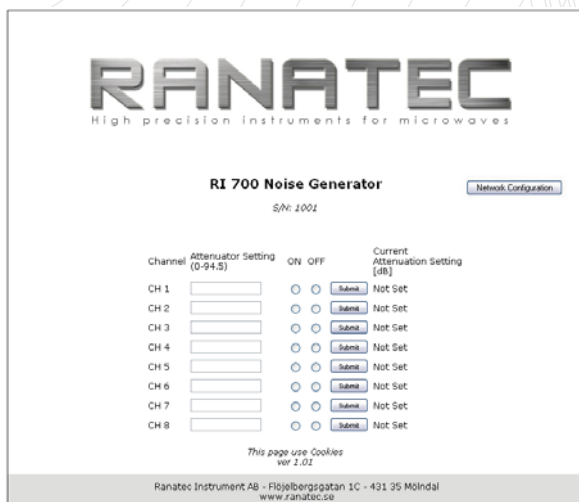 RANATEC
High precision instruments for microwaves
RI 700 Noise Generator
Network Configuration
S/N: 1001
Channel Attenuator Setting (0-94.5) ON OFF Current Attenuation Setting [dB]
CH 1 Submit Not Set
CH 2 Submit Not Set
CH 3 Submit Not Set
CH 4 Submit Not Set
CH 5 Submit Not Set
CH 6 Submit Not Set
CH 7 Submit Not Set
CH 8 Submit Not Set
This page use Cookies
ver 1.01
Ranatec Instrument AB - Flöjelbergsgatan 1C - 431 35 Mölndal
www.ranatec.se